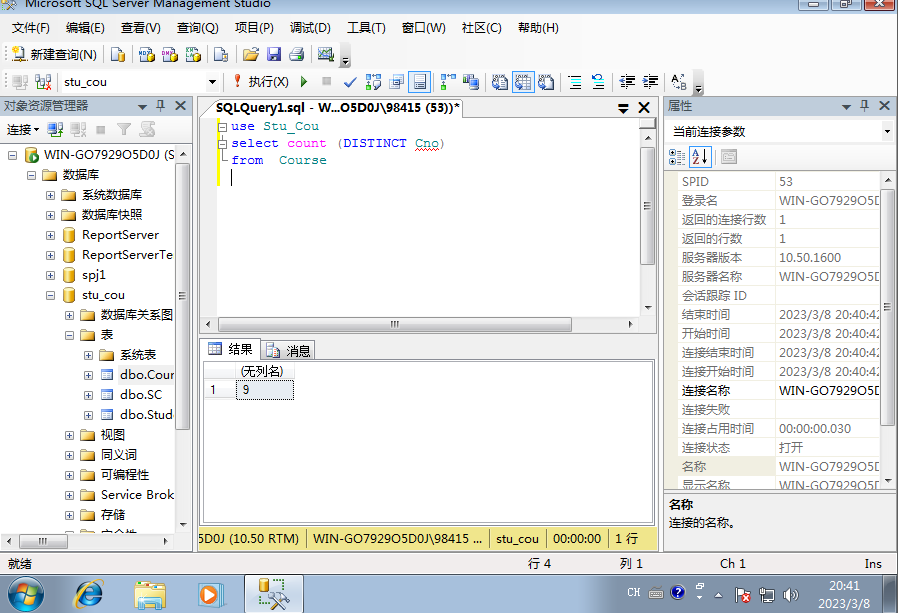 Microsoft SQL Server Management Studio
文件(F) 编辑(E) 查看(V) 查询(Q) 项目(P) 调试(D) 工具(T) 窗口(W) 社区(C) 帮助(H)
新建查询(N)
stu_cou 执行(X)
对象资源管理器
连接
WIN-GO7929O5D0J (S
数据库
系统数据库
数据库快照
ReportServer
ReportServerTe
spj1
stu_cou
数据库关系图
表
系统表
dbo.Cour
dbo.SC
dbo.Stud
视图
同义词
可编程性
Service Brok
存储
安全性
SQLQuery1.sql - W...O5D0J\98415 (53))*
use Stu_Cou
select count (DISTINCT Cno)
from Course
结果 消息
(无列名)
1 9
5D0J (10.50 RTM) WIN-GO7929O5D0J\98415 ... stu_cou 00:00:00 1 行
属性
当前连接参数
SPID 53
登录名 WIN-GO7929O5D
返回的连接行数 1
返回的行数 1
服务器版本 10.50.1600
服务器名称 WIN-GO7929O5D
会话跟踪 ID
结束时间 2023/3/8 20:40:42
开始时间 2023/3/8 20:40:42
连接结束时间 2023/3/8 20:40:42
连接开始时间 2023/3/8 20:40:42
连接名称 WIN-GO7929O5D
连接失败
连接占用时间 00:00:00.030
连接状态 打开
名称 WIN-GO7929O5D
显示名称 WIN-GO7929O5D
名称
连接的名称。
就绪 行 4 列 1 Ch 1 Ins
CH
20:41
2023/3/8